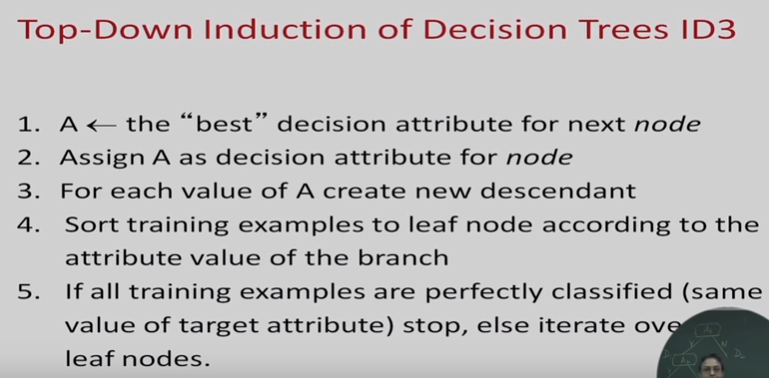 Top-Down Induction of Decision Trees ID3
1. A ← the “best” decision attribute for next node
2. Assign A as decision attribute for node
3. For each value of A create new descendant
4. Sort training examples to leaf node according to the
attribute value of the branch
5. If all training examples are perfectly classified (same
value of target attribute) stop, else iterate
leaf nodes.